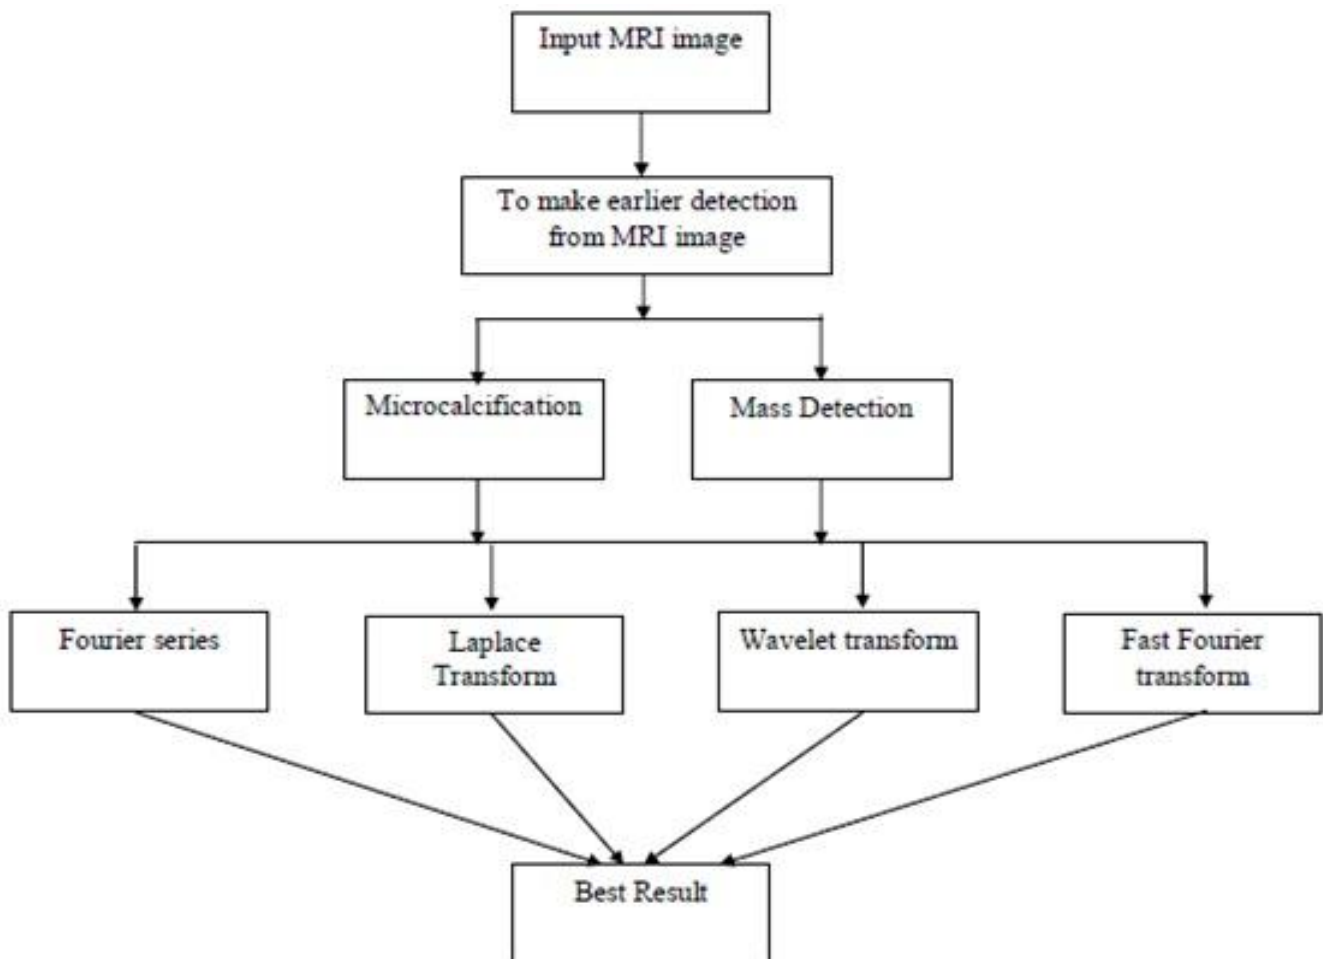 Input MRI image
To make earlier detection
from MRI image
Microcalcification
Mass Detection
Fourier series
Laplace
Transform
Wavelet transform
Fast Fourier
transform
Best Result